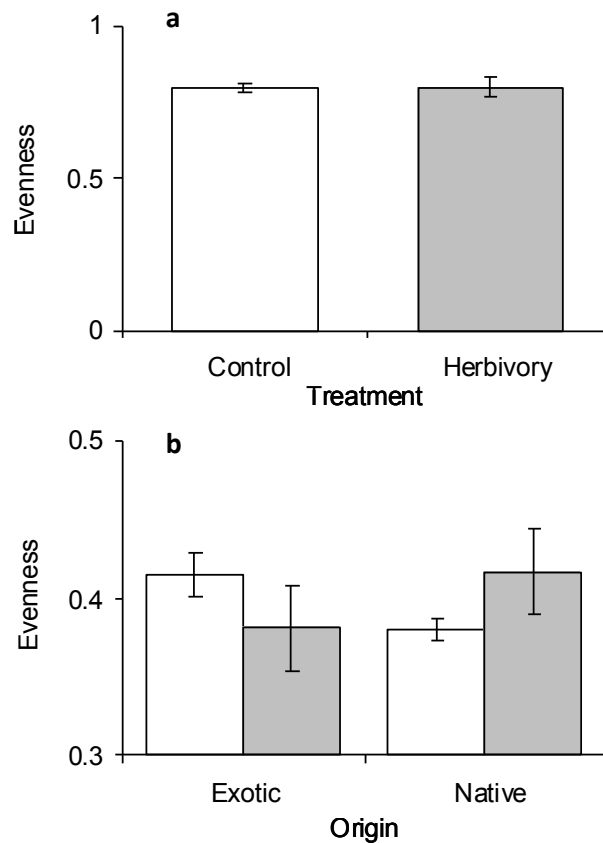 a
1
0.5
0
Evenness
Control Herbivory
Treatment
b
0.5
0.4
0.3
Evenness
Exotic Native
Origin